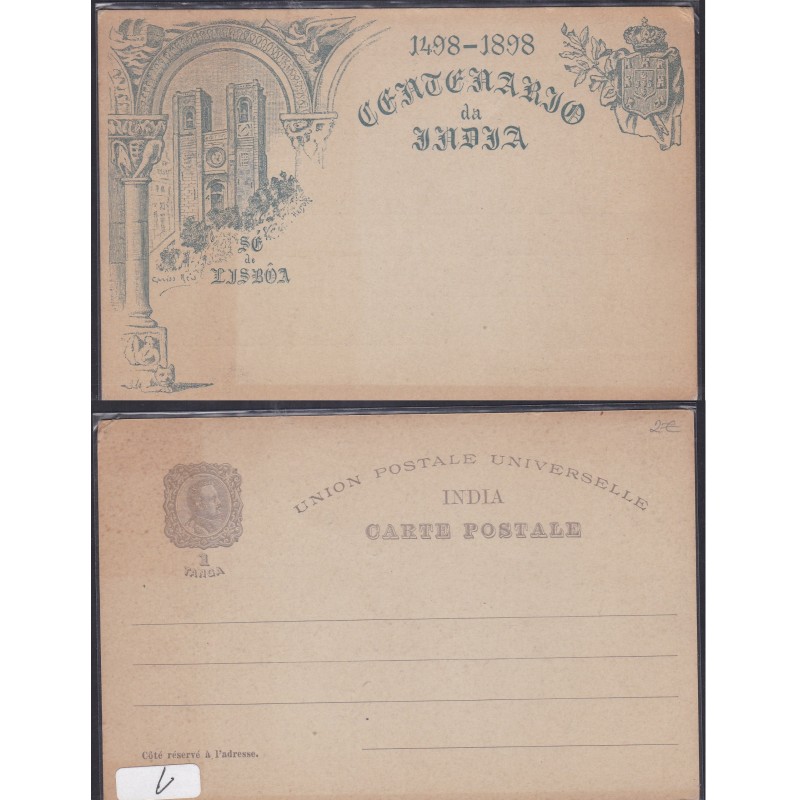 1498-1898
CENTENARIO
da
INDIA
SÉ
de
LISBÔA
2€
UNION POSTALE UNIVERSELLE
INDIA
CARTE POSTALE
1
TANGA
Côté réservé à l'adresse.